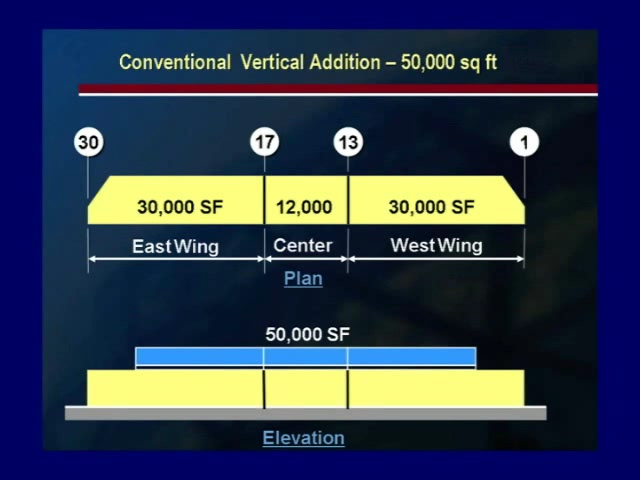 Conventional Vertical Addition – 50,000 sq ft
30 17 13 1
30,000 SF 12,000 30,000 SF
East Wing Center West Wing
Plan
50,000 SF
Elevation